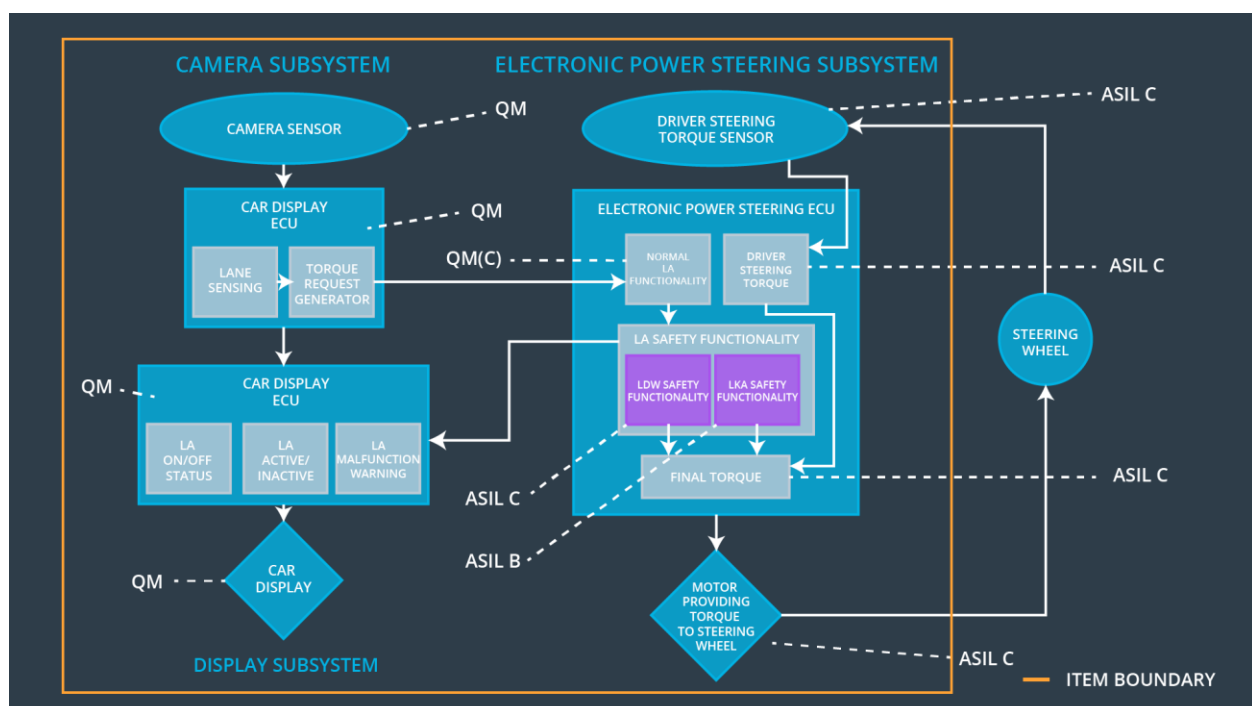 CAMERA SUBSYSTEM
ELECTRONIC POWER STEERING SUBSYSTEM
CAMERA SENSOR
QM
DRIVER STEERING
TORQUE SENSOR
ASIL C
CAR DISPLAY
ECU
QM
LANE
SENSING
TORQUE
REQUEST
GENERATOR
ELECTRONIC POWER STEERING ECU
QM(C)
NORMAL
LA
FUNCTIONALITY
DRIVER
STEERING
TORQUE
ASIL C
STEERING
WHEEL
LA SAFETY FUNCTIONALITY
LDW SAFETY
FUNCTIONALITY
LKA SAFETY
FUNCTIONALITY
QM
CAR DISPLAY
ECU
LA
ON/OFF
STATUS
LA
ACTIVE/
INACTIVE
LA
MALFUNCTION
WARNING
FINAL TORQUE
ASIL C
ASIL C
ASIL B
QM
CAR
DISPLAY
MOTOR
PROVIDING
TORQUE
TO STEERING
WHEEL
ASIL C
DISPLAY SUBSYSTEM
ITEM BOUNDARY